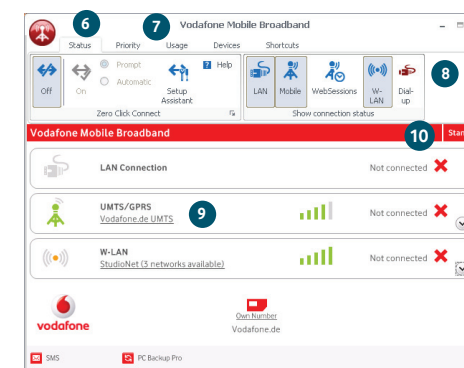 6
7
Vodafone Mobile Broadband
Status Priority Usage Devices Shortcuts
8
Prompt
Automatic
Help
Off On Setup Assistant
LAN Mobile WebSessions W-LAN Dial-up
Zero Click Connect
Show connection status
Vodafone Mobile Broadband
10
LAN Connection
Not connected
UMTS/GPRS
Vodafone.de UMTS
9
Not connected
W-LAN
StudioNet (3 networks available)
Not connected
vodafone
Own Number
Vodafone.de
SMS
PC Backup Pro